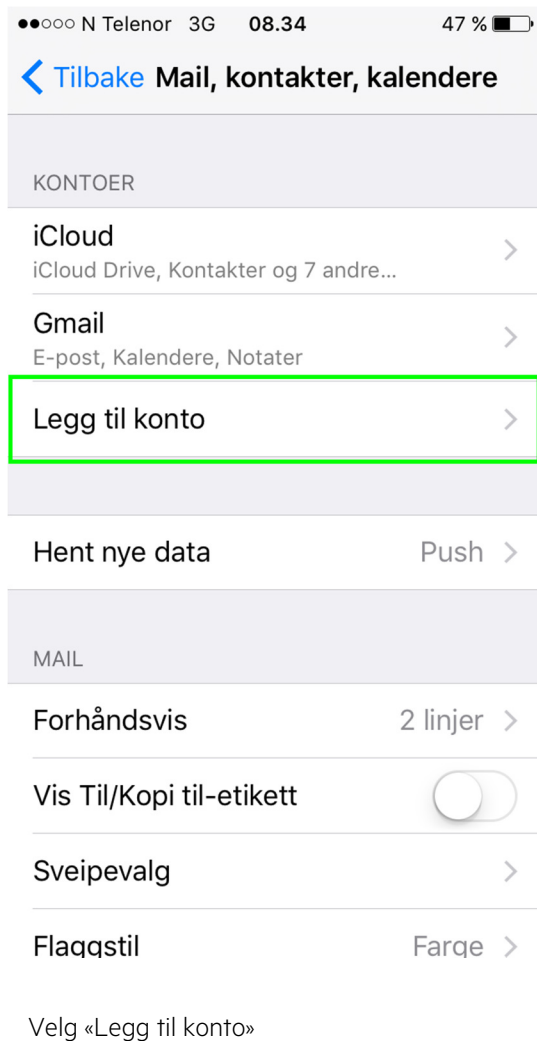 N Telenor 3G 08.34 47 %
Tilbake Mail, kontakter, kalendere
KONTOER
iCloud
iCloud Drive, Kontakter og 7 andre...
Gmail
E-post, Kalendere, Notater
Legg til konto
Hent nye data Push
MAIL
Forhåndsvis 2 linjer
Vis Til/Kopi til-etikett
Sveipevalg
Flaggstil Farge
Velg «Legg til konto»